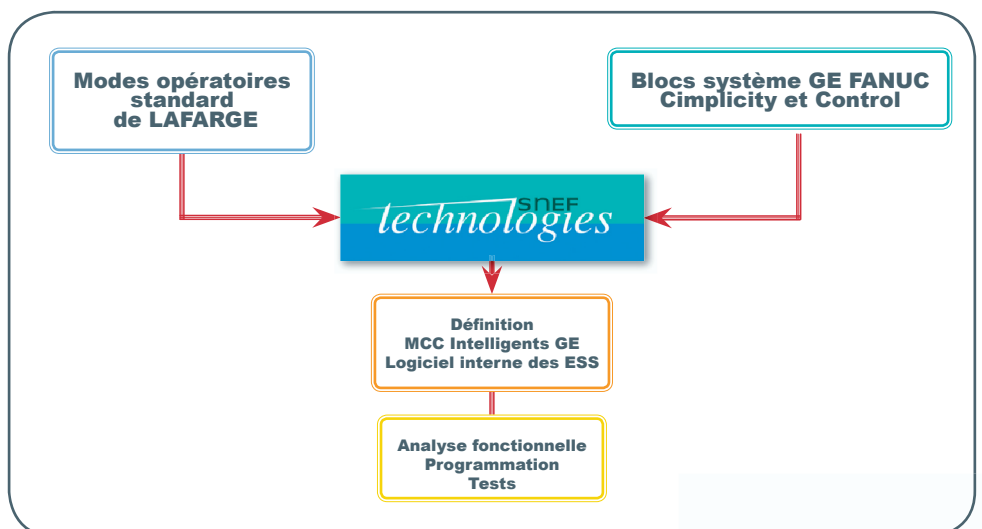 Modes opératoires
standard
de LAFARGE
Blocs système GE FANUC
Cimplicity et Control
SNEF
technologies
Définition
MCC Intelligents GE
Logiciel interne des ESS
Analyse fonctionnelle
Programmation
Tests